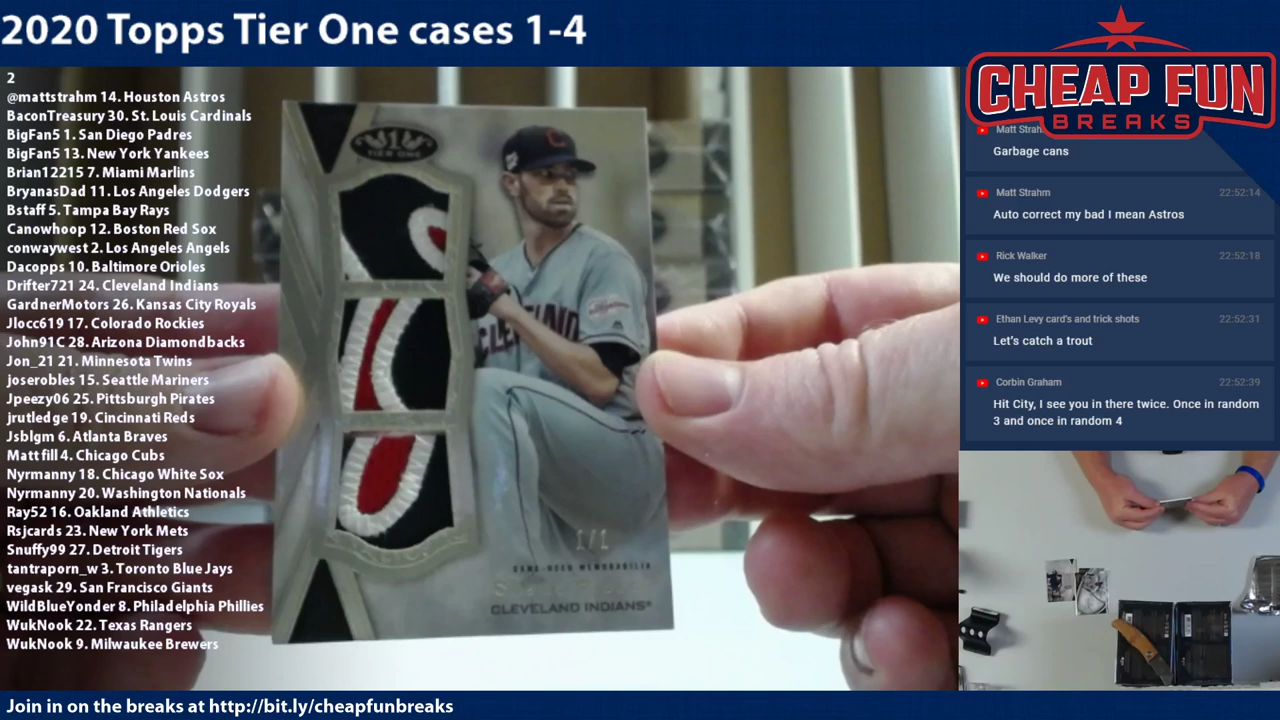 2020 Topps Tier One cases 1-4
2
@mattstrahm 14. Houston Astros
BaconTreasury 30. St. Louis Cardinals
BigFan5 1. San Diego Padres
BigFan5 13. New York Yankees
Brian12215 7. Miami Marlins
BryanasDad 11. Los Angeles Dodgers
Bstaff 5. Tampa Bay Rays
Canowhoop 12. Boston Red Sox
conwaywest 2. Los Angeles Angels
Dacopps 10. Baltimore Orioles
Drifter721 24. Cleveland Indians
GardnerMotors 26. Kansas City Royals
Jlocc619 17. Colorado Rockies
John91C 28. Arizona Diamondbacks
Jon_21 21. Minnesota Twins
joserobles 15. Seattle Mariners
Jpeezy06 25. Pittsburgh Pirates
jrutledge 19. Cincinnati Reds
Jsblgm 6. Atlanta Braves
Matt fill 4. Chicago Cubs
Nyrmanny 18. Chicago White Sox
Nyrmanny 20. Washington Nationals
Ray52 16. Oakland Athletics
Rsjcards 23. New York Mets
Snuffy99 27. Detroit Tigers
tantraporn_w 3. Toronto Blue Jays
vegask 29. San Francisco Giants
WildBlueYonder 8. Philadelphia Phillies
WukNook 22. Texas Rangers
WukNook 9. Milwaukee Brewers
1
TIER ONE
C
CLEVELAND
1/1
GAME-USED MEMORABILIA
CLEVELAND INDIANS®
CHEAP FUN
BREAKS
Matt Strah
Garbage cans
Matt Strahm 22:52:14
Auto correct my bad I mean Astros
Rick Walker 22:52:18
We should do more of these
Ethan Levy card's and trick shots 22:52:31
Let's catch a trout
Corbin Graham 22:52:39
Hit City, I see you in there twice. Once in random
3 and once in random 4
Join in on the breaks at http://bit.ly/cheapfunbreaks